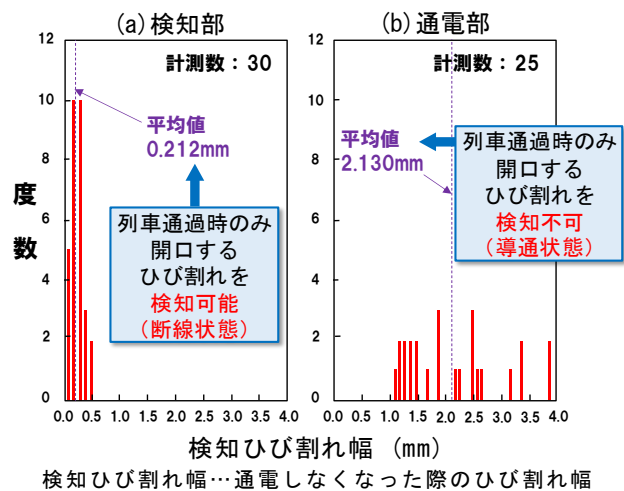 (a)検知部
12
10
8
6
4
2
0
度数
計測数：30
平均値
0.212mm
列車通過時のみ
開口する
ひび割れを
検知可能
（断線状態）
0.0 0.5 1.0 1.5 2.0 2.5 3.0 3.5 4.0
(b)通電部
12
10
8
6
4
2
0
計測数：25
平均値
2.130mm
列車通過時のみ
開口する
ひび割れを
検知不可
（導通状態）
0.0 0.5 1.0 1.5 2.0 2.5 3.0 3.5 4.0
検知ひび割れ幅 (mm)
検知ひび割れ幅…通電しなくなった際のひび割れ幅